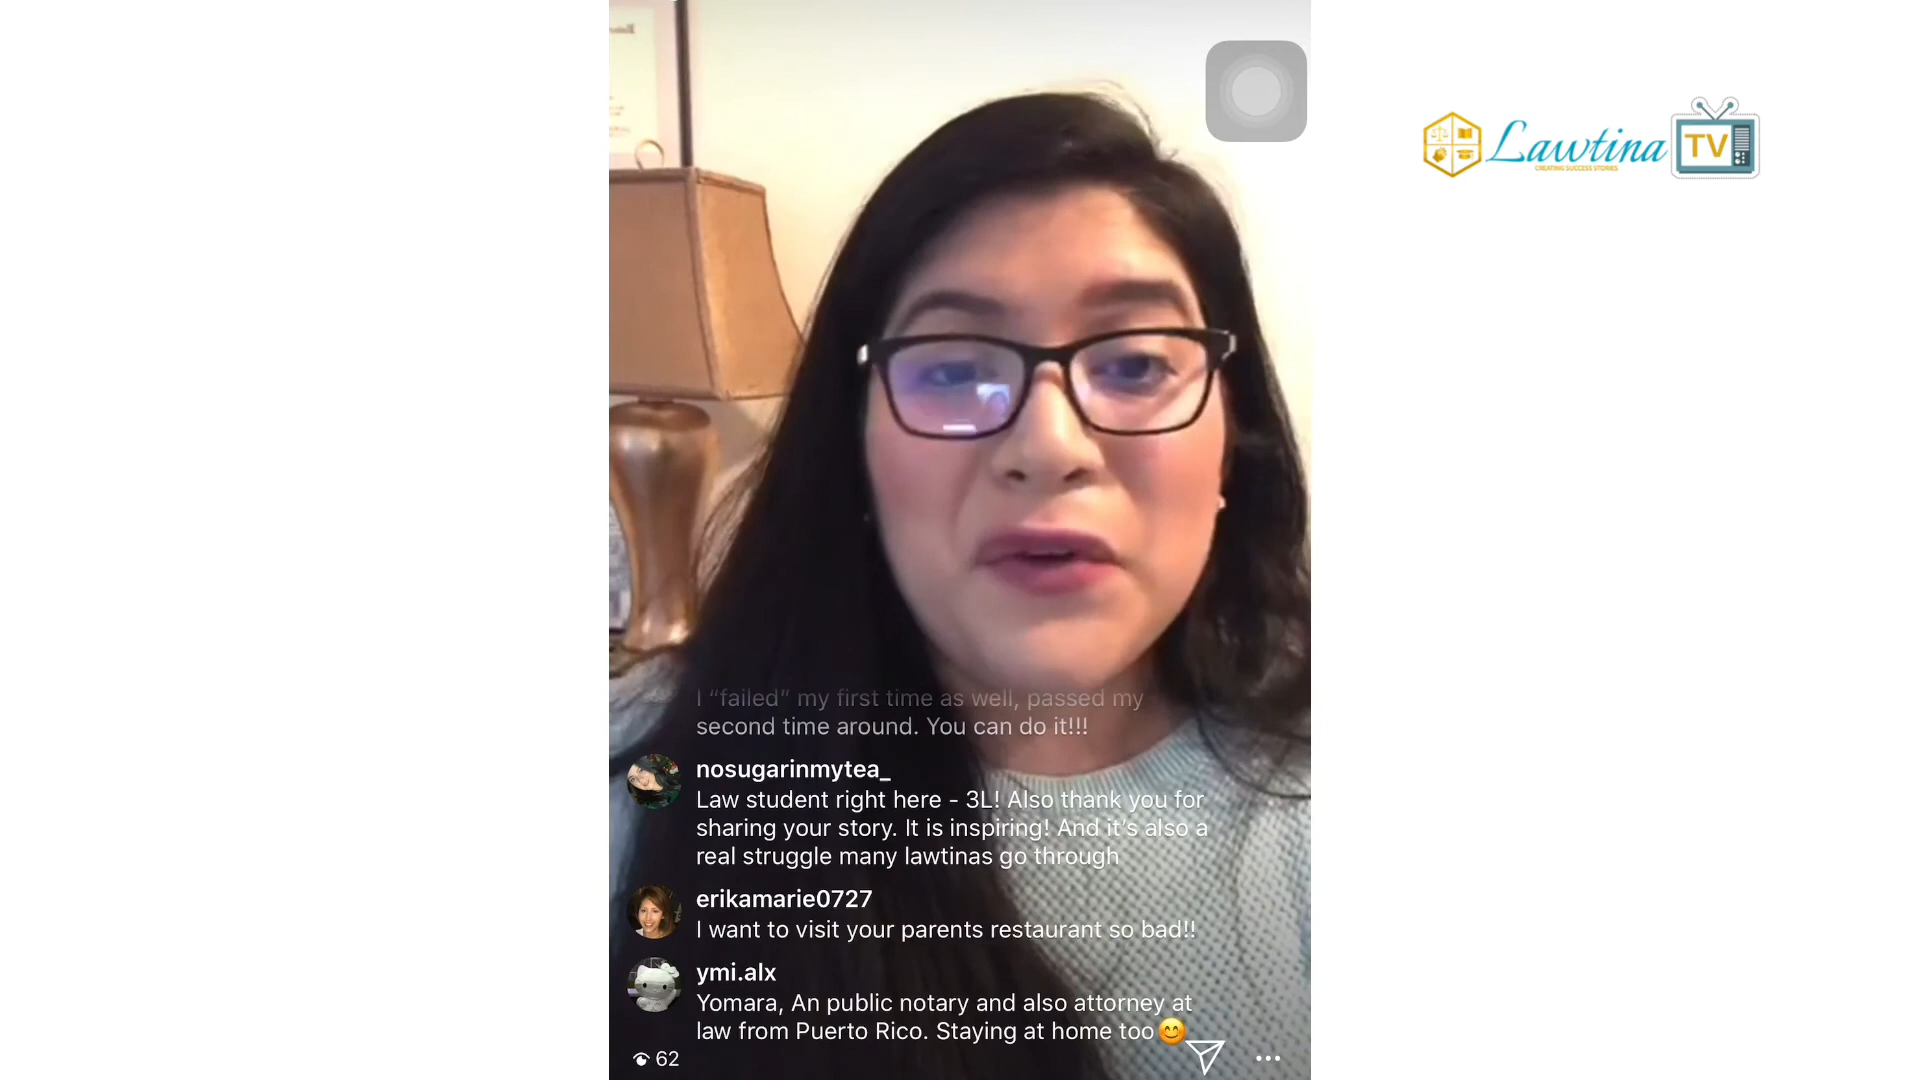 Lawtina
TV
CREATING SUCCESS STORIES
I “failed” my first time as well, passed my
second time around. You can do it!!!
nosugarinmytea_
Law student right here - 3L! Also thank you for
sharing your story. It is inspiring! And it’s also a
real struggle many lawtinas go through
erikamarie0727
I want to visit your parents restaurant so bad!!
ymi.alx
Yomara, An public notary and also attorney at
law from Puerto Rico. Staying at home too😊
62